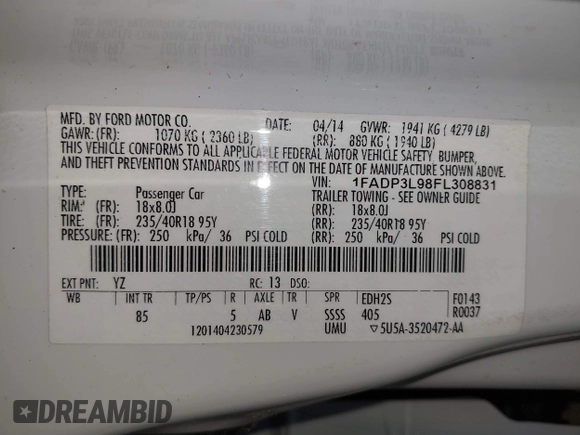 MFD. BY FORD MOTOR CO. DATE: 04/14 GVWR: 1941 KG ( 4279 LB)
GAWR: (FR): 1070 KG ( 2360 LB) (RR): 880 KG ( 1940 LB)
THIS VEHICLE CONFORMS TO ALL APPLICABLE FEDERAL MOTOR VEHICLE SAFETY, BUMPER,
AND THEFT PREVENTION STANDARDS IN EFFECT ON THE DATE OF MANUFACTURE SHOWN ABOVE.
VIN: 1FADP3L98FL308831
TYPE: Passenger Car TRAILER TOWING - SEE OWNER GUIDE
RIM: (FR): 18x8.0J (RR): 18x8.0J
TIRE: (FR): 235/40R18 95Y (RR): 235/40R18 95Y
PRESSURE: (FR): 250 kPa/ 36 PSI COLD (RR): 250 kPa/ 36 PSI COLD
EXT PNT: YZ RC: 13 DSO:
WB INT TR TP/PS R AXLE TR SPR EDH2S F0143
85 5 AB V SSSS 405 R0037
1201404230579 UMU ▽5U5A-3520472-AA
DREAMBID